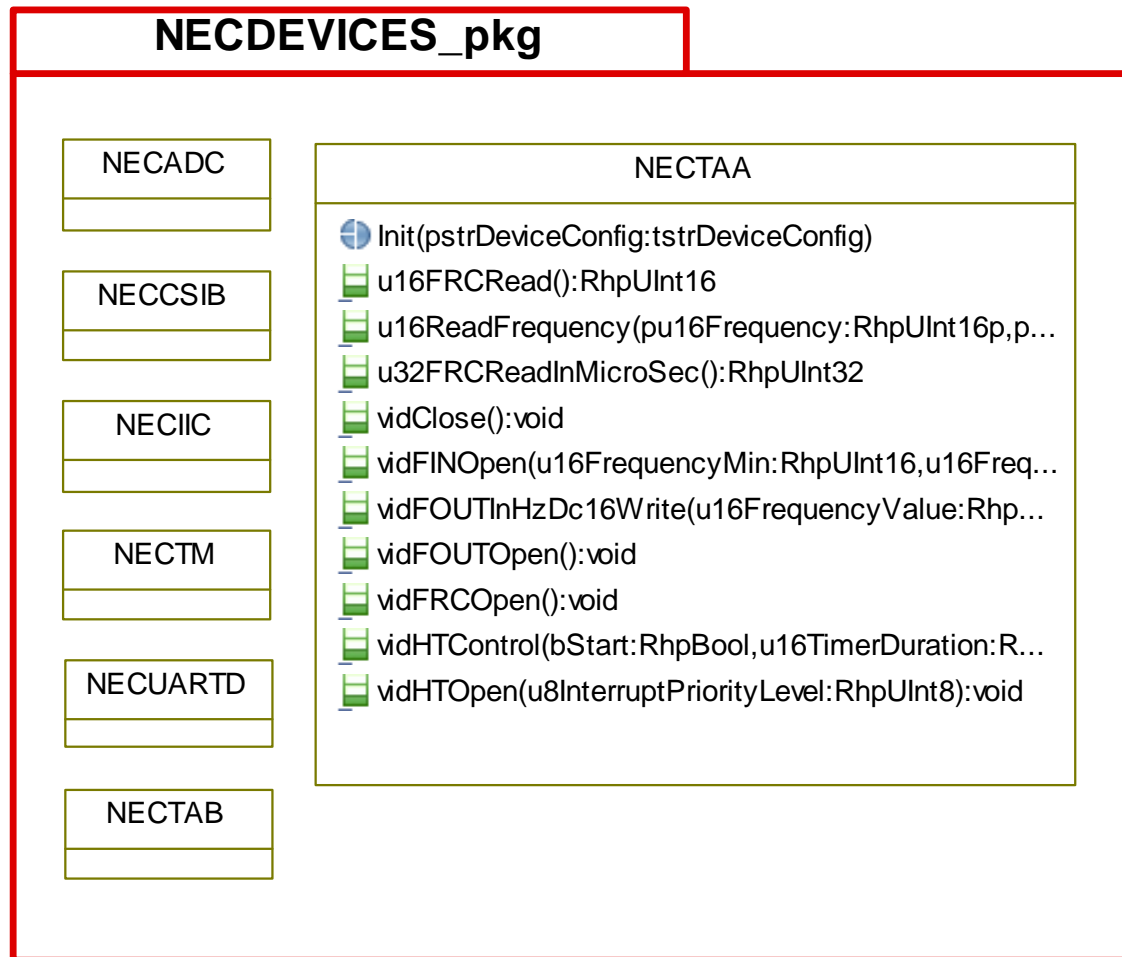 NECDEVICES_pkg
NECADC
NECCSIB
NECIIC
NECTM
NECUARTD
NECTAB
NECTAA
Init(pstrDeviceConfig:tstrDeviceConfig)
u16FRCRead():RhpUInt16
u16ReadFrequency(pu16Frequency:RhpUInt16p,p...
u32FRCReadInMicroSec():RhpUInt32
vidClose():void
vidFINOpen(u16FrequencyMin:RhpUInt16,u16Freq...
vidFOUTInHzDc16Write(u16FrequencyValue:Rhp...
vidFOUTOpen():void
vidFRCOpen():void
vidHTControl(bStart:RhpBool,u16TimerDuration:R...
vidHTOpen(u8InterruptPriorityLevel:RhpUInt8):void